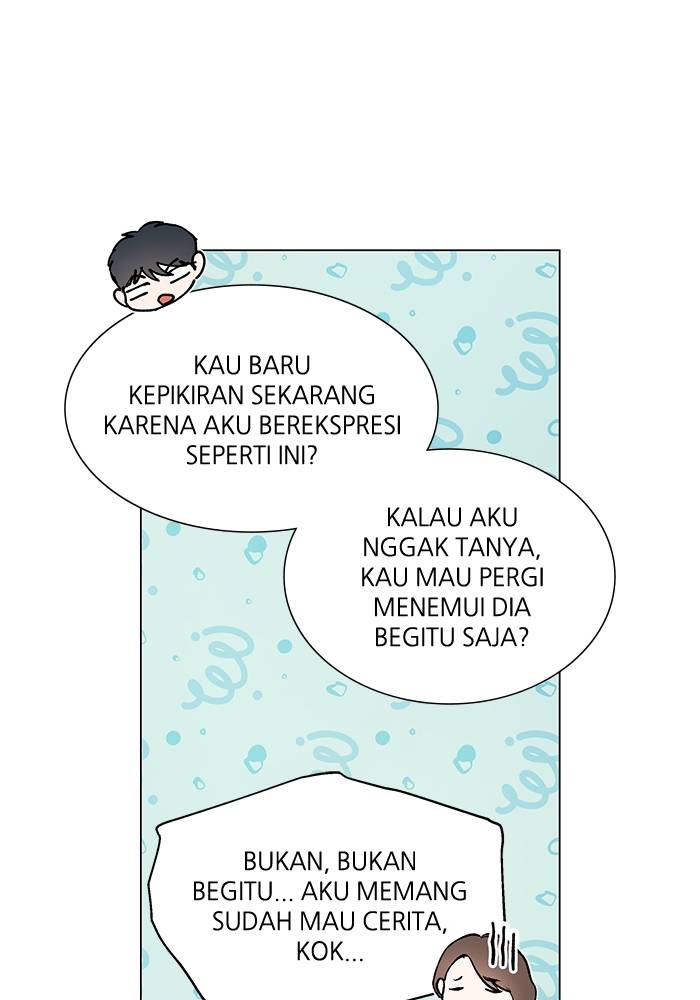 KAU BARU
KEPIKIRAN SEKARANG
KARENA AKU BEREKSPRESI
SEPERTI INI?
KALAU AKU
NGGAK TANYA,
KAU MAU PERGI
MENEMUI DIA
BEGITU SAJA?
BUKAN, BUKAN
BEGITU... AKU MEMANG
SUDAH MAU CERITA,
KOK...